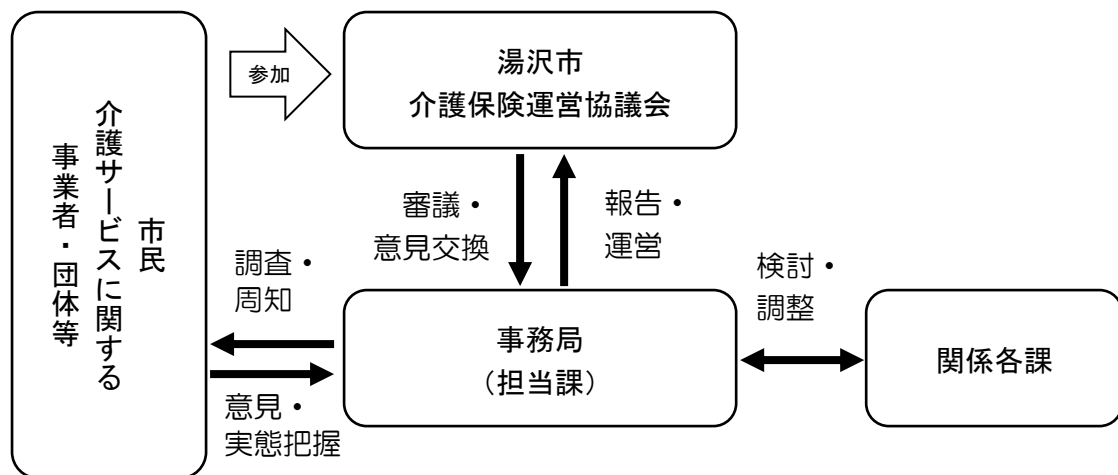 市民
介護サービスに関する
事業者・団体等
参加
湯沢市
介護保険運営協議会
審議・
意見交換
報告・
運営
調査・
周知
意見・
実態把握
事務局
（担当課）
検討・
調整
関係各課